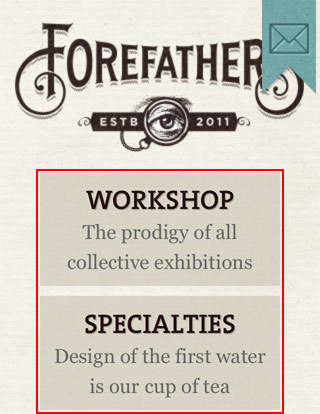 FOREFATHERS
ESTB 2011
WORKSHOP
The prodigy of all
collective exhibitions
SPECIALTIES
Design of the first water
is our cup of tea